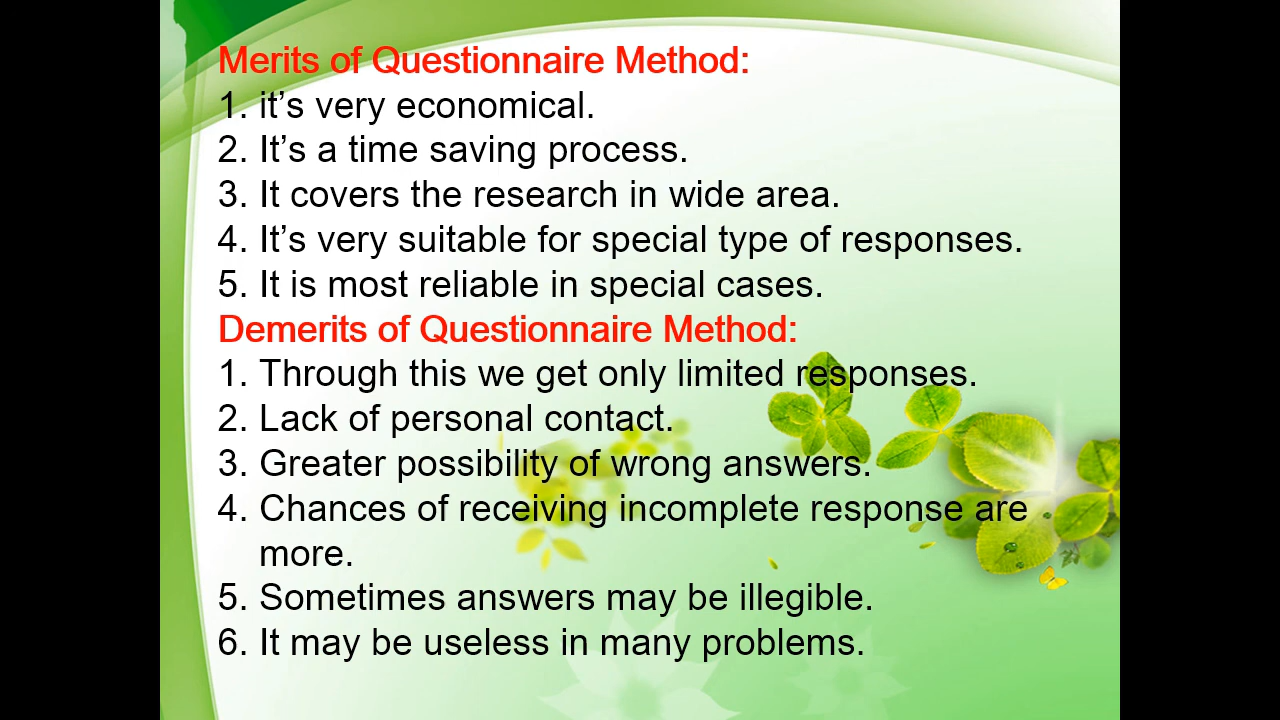 Merits of Questionnaire Method:
1. it’s very economical.
2. It’s a time saving process.
3. It covers the research in wide area.
4. It’s very suitable for special type of responses.
5. It is most reliable in special cases.
Demerits of Questionnaire Method:
1. Through this we get only limited responses.
2. Lack of personal contact.
3. Greater possibility of wrong answers.
4. Chances of receiving incomplete response are
more.
5. Sometimes answers may be illegible.
6. It may be useless in many problems.